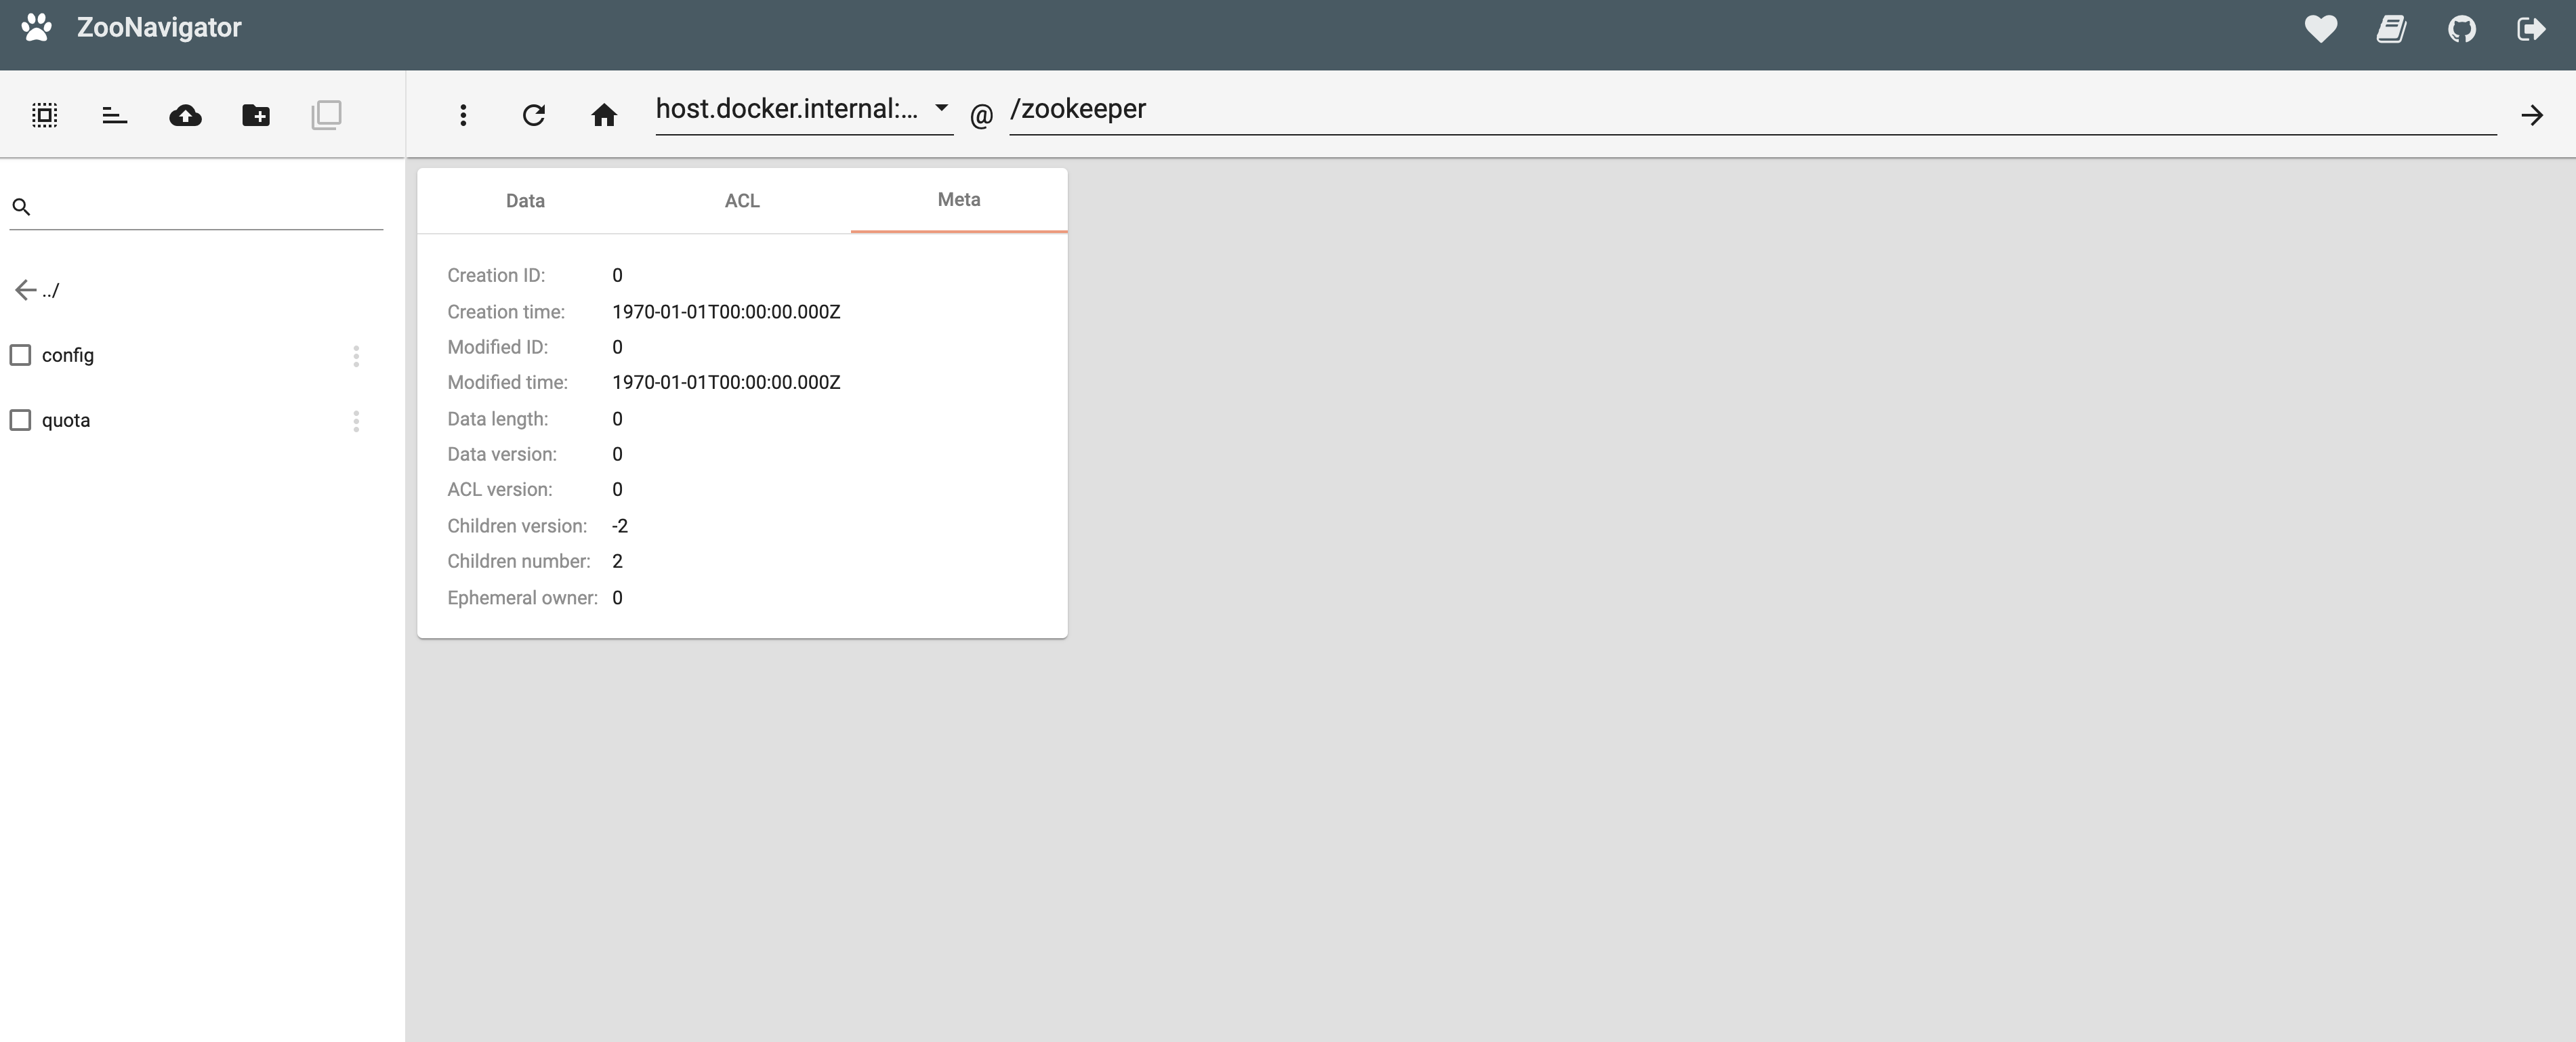 ZooNavigator
host.docker.internal:... @ /zookeeper
../
config
quota
Data ACL Meta
Creation ID: 0
Creation time: 1970-01-01T00:00:00.000Z
Modified ID: 0
Modified time: 1970-01-01T00:00:00.000Z
Data length: 0
Data version: 0
ACL version: 0
Children version: -2
Children number: 2
Ephemeral owner: 0